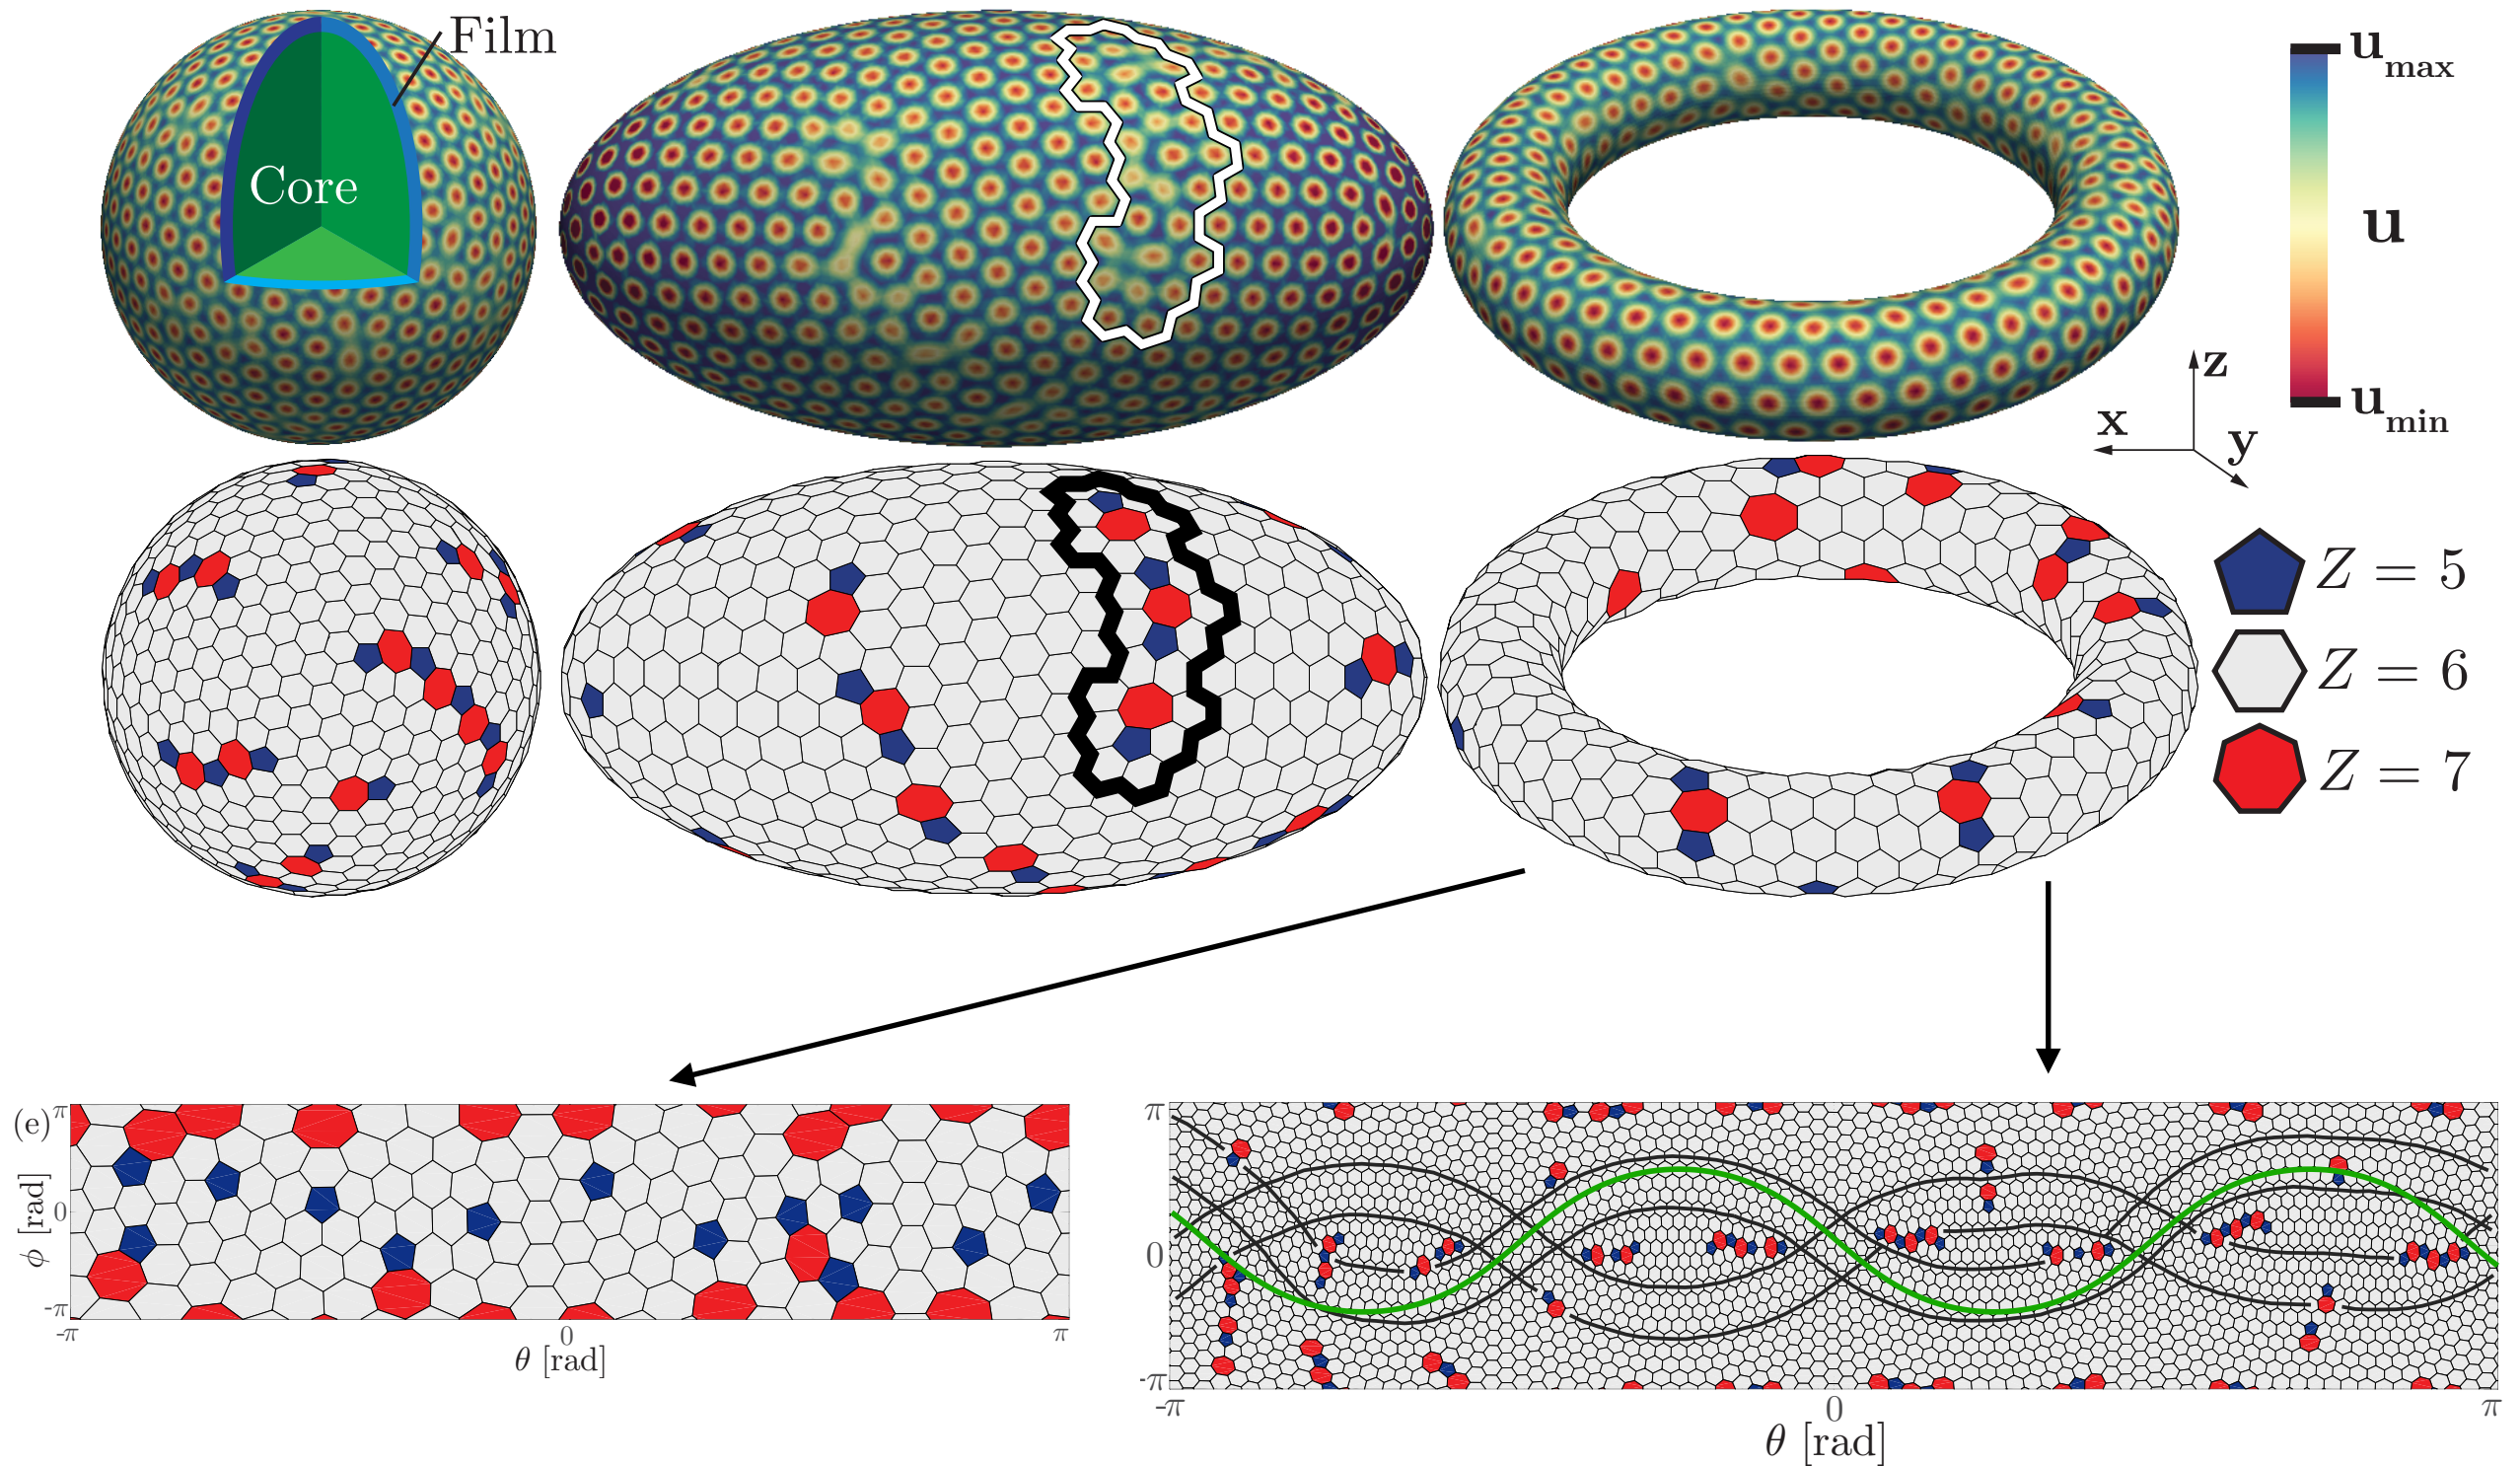 Film
Core
u_max
u
u_min
z
x
y
Z = 5
Z = 6
Z = 7
(e)
π
0
-π
ϕ [rad]
-π
0
π
θ [rad]
π
0
-π
-π
0
π
θ [rad]